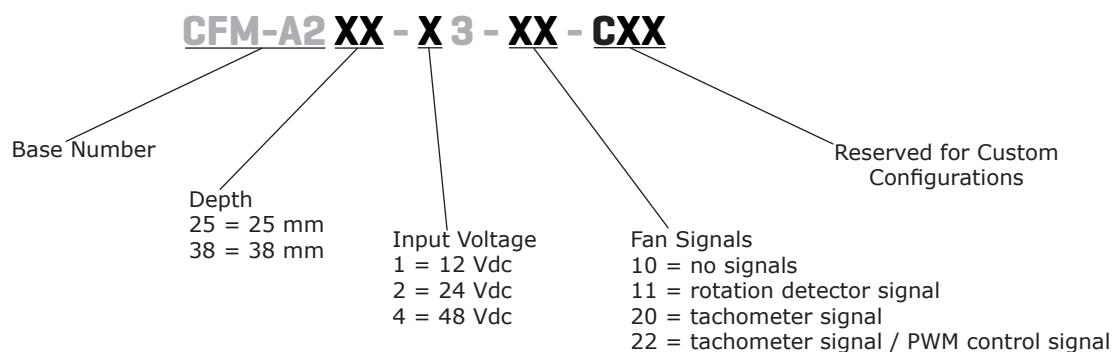 CFM-A2 XX - X 3 - XX - CXX
Base Number
Depth
25 = 25 mm
38 = 38 mm
Input Voltage
1 = 12 Vdc
2 = 24 Vdc
4 = 48 Vdc
Fan Signals
10 = no signals
11 = rotation detector signal
20 = tachometer signal
22 = tachometer signal / PWM control signal
Reserved for Custom
Configurations